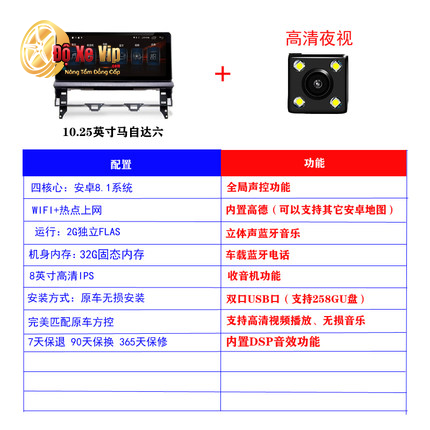 Đồ Xe Vip
Nâng Tầm Đẳng Cấp
高清夜视
+
10.25英寸马自达六
配置 功能
四核心：安卓8.1系统 全局声控功能
WIFI+热点上网 内置高德（可以支持其它安卓地图）
运行：2G独立FLAS 立体声蓝牙音乐
机身内存：32G固态内存 车载蓝牙电话
8英寸高清IPS 收音机功能
安装方式：原车无损安装 双口USB口（支持258GU盘）
完美匹配原车方控 支持高清视频播放、无损音乐
7天保退 90天保换 365天保修 内置DSP音效功能